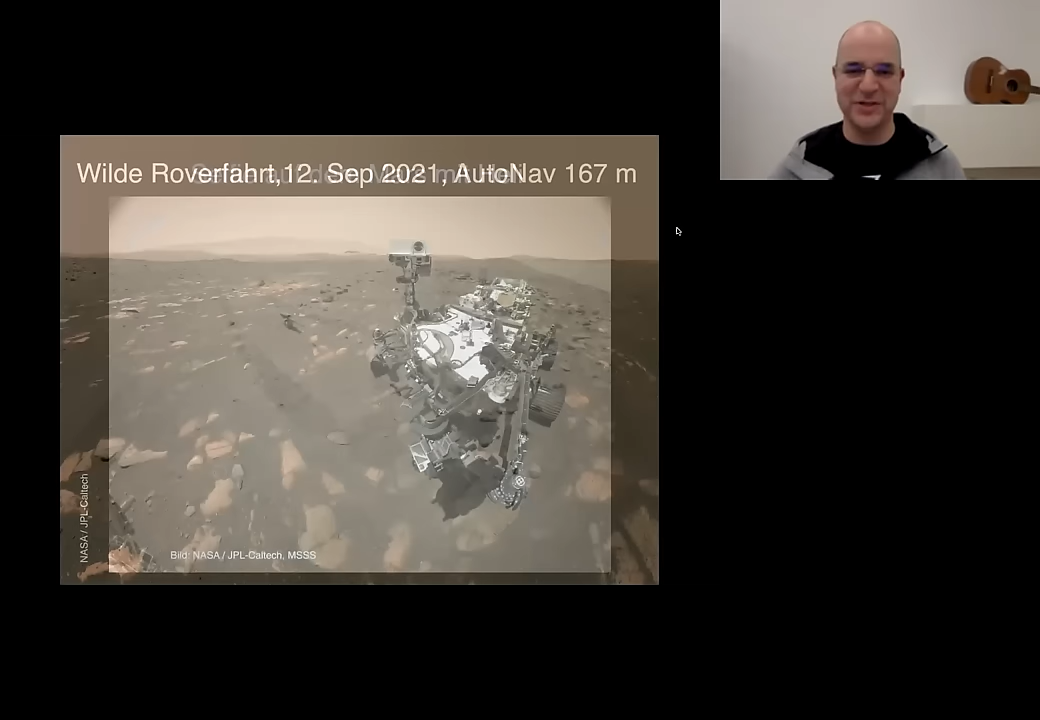 Wilde Roverfahrt, 12. Sep 2021, AutoNav 167 m
NASA / JPL-Caltech
Bild: NASA / JPL-Caltech, MSSS